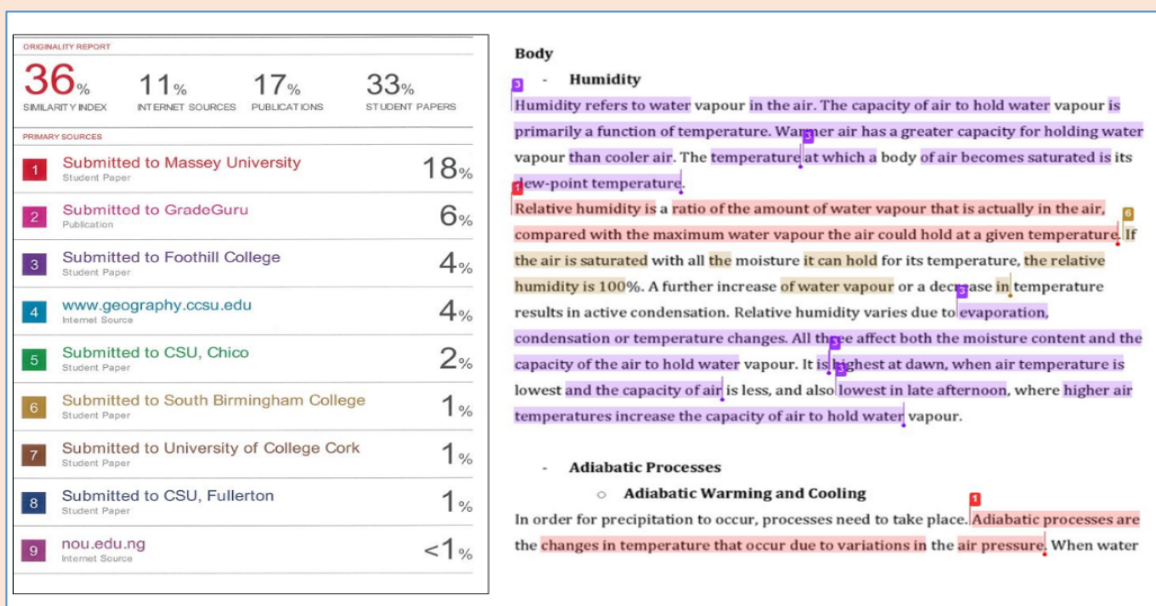 ORIGINALITY REPORT
36% 11% 17% 33%
SIMILARITY INDEX INTERNET SOURCES PUBLICATIONS STUDENT PAPERS
PRIMARY SOURCES
1 Submitted to Massey University 18%
Student Paper
2 Submitted to GradeGuru 6%
Publication
3 Submitted to Foothill College 4%
Student Paper
4 www.geography.ccsu.edu 4%
Internet Source
5 Submitted to CSU, Chico 2%
Student Paper
6 Submitted to South Birmingham College 1%
Student Paper
7 Submitted to University of College Cork 1%
Student Paper
8 Submitted to CSU, Fullerton 1%
Student Paper
9 nou.edu.ng <1%
Internet Source
Body
- Humidity
3
Humidity refers to water vapour in the air. The capacity of air to hold water vapour is
primarily a function of temperature. Warmer air has a greater capacity for holding water
3
vapour than cooler air. The temperature at which a body of air becomes saturated is its
dew-point temperature.
1
Relative humidity is a ratio of the amount of water vapour that is actually in the air,
6
compared with the maximum water vapour the air could hold at a given temperature. If
the air is saturated with all the moisture it can hold for its temperature, the relative
humidity is 100%. A further increase of water vapour or a decrease in temperature
3
results in active condensation. Relative humidity varies due to evaporation,
condensation or temperature changes. All three affect both the moisture content and the
3
capacity of the air to hold water vapour. It is highest at dawn, when air temperature is
3
lowest and the capacity of air is less, and also lowest in late afternoon, where higher air
temperatures increase the capacity of air to hold water vapour.
- Adiabatic Processes
○ Adiabatic Warming and Cooling
1
In order for precipitation to occur, processes need to take place. Adiabatic processes are
the changes in temperature that occur due to variations in the air pressure. When water